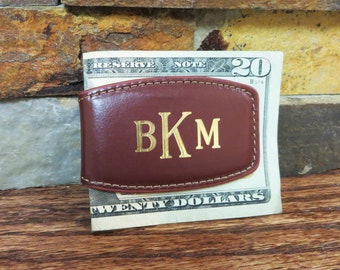 RESERVE NOTE 20
BKM
TWENTY DOLLARS